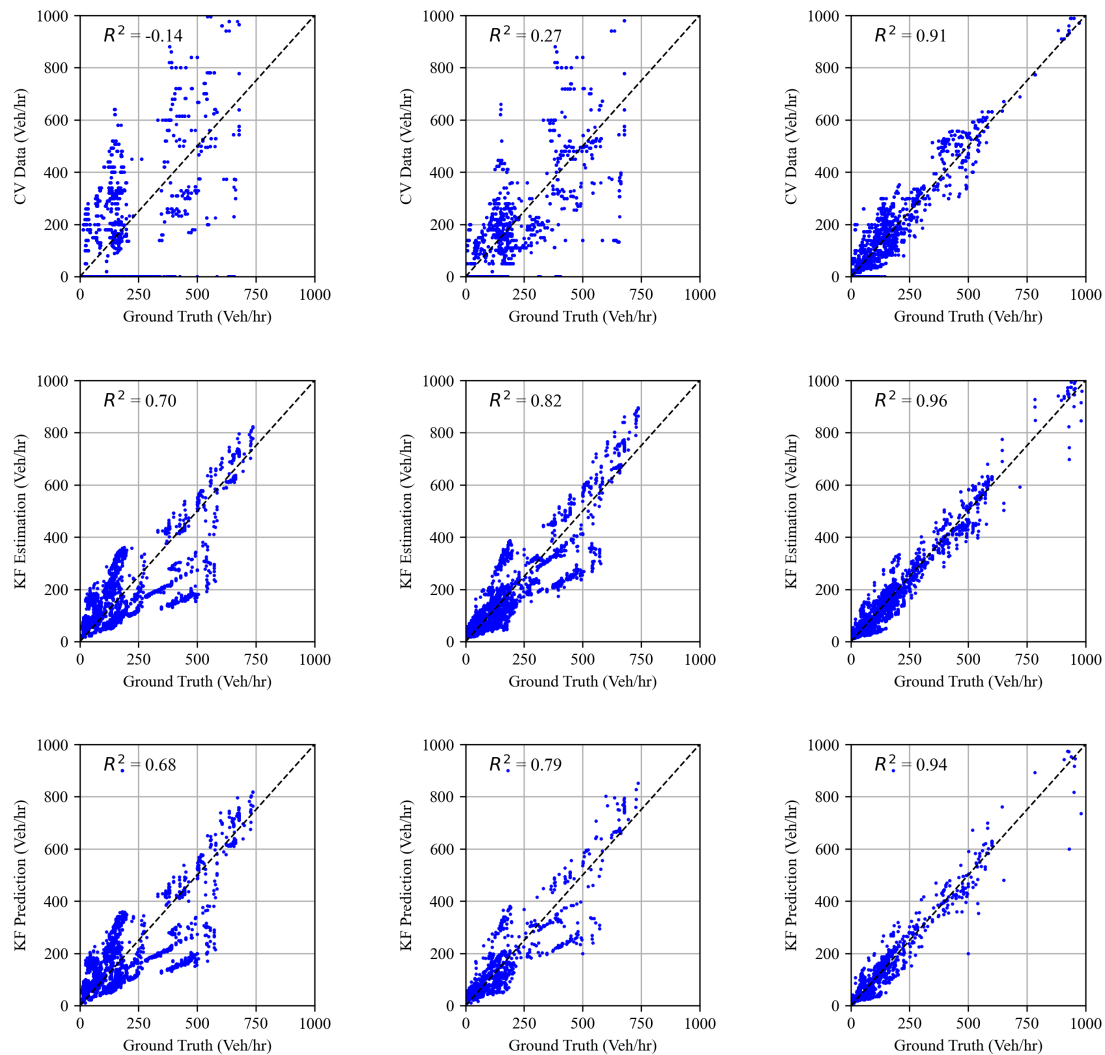 R² = -0.14
CV Data (Veh/hr)
1000
800
600
400
200
0
0 250 500 750 1000
Ground Truth (Veh/hr)
R² = 0.27
CV Data (Veh/hr)
1000
800
600
400
200
0
0 250 500 750 1000
Ground Truth (Veh/hr)
R² = 0.91
CV Data (Veh/hr)
1000
800
600
400
200
0
0 250 500 750 1000
Ground Truth (Veh/hr)
R² = 0.70
KF Estimation (Veh/hr)
1000
800
600
400
200
0
0 250 500 750 1000
Ground Truth (Veh/hr)
R² = 0.82
KF Estimation (Veh/hr)
1000
800
600
400
200
0
0 250 500 750 1000
Ground Truth (Veh/hr)
R² = 0.96
KF Estimation (Veh/hr)
1000
800
600
400
200
0
0 250 500 750 1000
Ground Truth (Veh/hr)
R² = 0.68
KF Prediction (Veh/hr)
1000
800
600
400
200
0
0 250 500 750 1000
Ground Truth (Veh/hr)
R² = 0.79
KF Prediction (Veh/hr)
1000
800
600
400
200
0
0 250 500 750 1000
Ground Truth (Veh/hr)
R² = 0.94
KF Prediction (Veh/hr)
1000
800
600
400
200
0
0 250 500 750 1000
Ground Truth (Veh/hr)